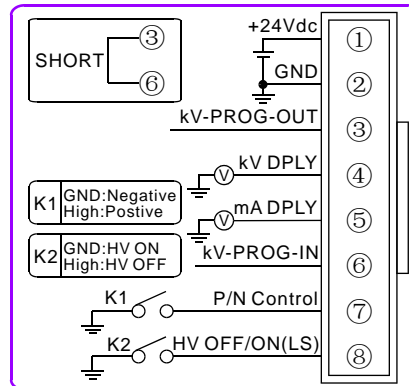 +24Vdc
①
SHORT
③
⑥
GND
②
kV-PROG-OUT
③
kV DPLY
V
④
K1
GND:Negative
High:Postive
mA DPLY
V
⑤
K2
GND:HV ON
High:HV OFF
kV-PROG-IN
⑥
K1
P/N Control
⑦
K2
HV OFF/ON(LS)
⑧